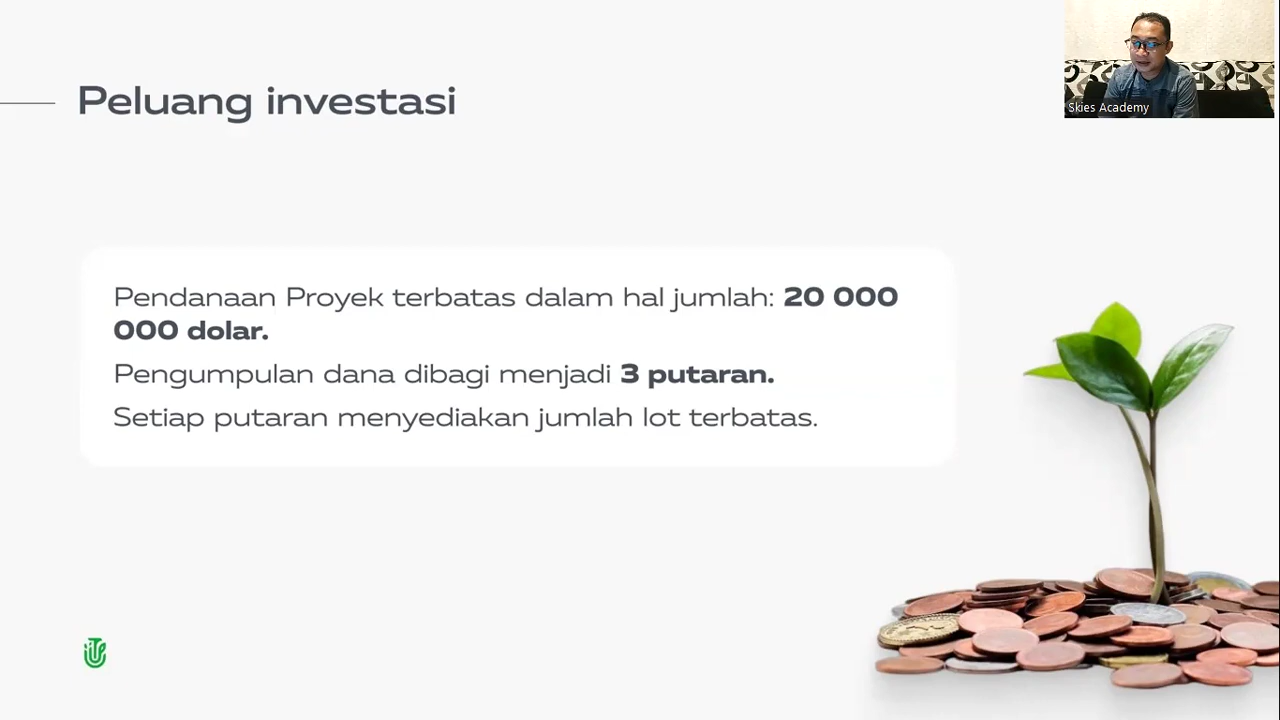 Peluang investasi
Skies Academy
Pendanaan Proyek terbatas dalam hal jumlah: 20 000
000 dolar.
Pengumpulan dana dibagi menjadi 3 putaran.
Setiap putaran menyediakan jumlah lot terbatas.